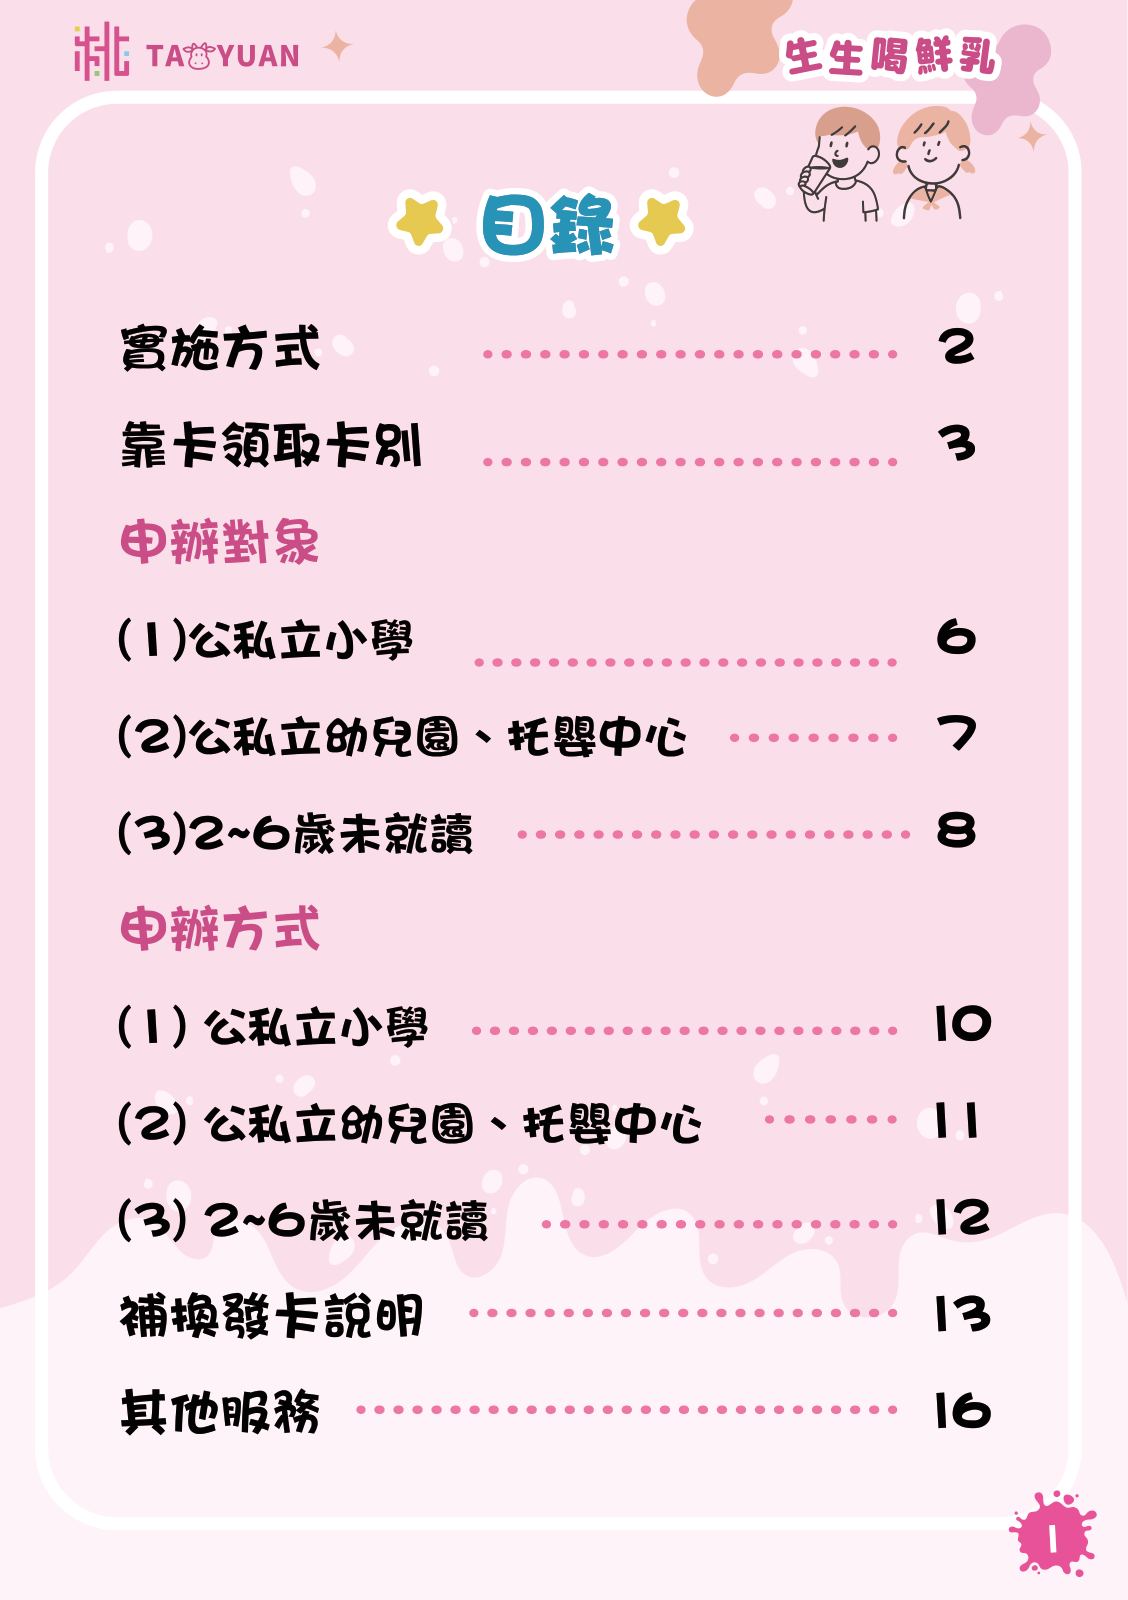 桃 TAOYUAN
生生喝鮮乳
目錄
實施方式 2
靠卡領取卡別 3
申辦對象
(1)公私立小學 6
(2)公私立幼兒園、托嬰中心 7
(3)2~6歲未就讀 8
申辦方式
(1) 公私立小學 10
(2) 公私立幼兒園、托嬰中心 11
(3) 2~6歲未就讀 12
補換發卡說明 13
其他服務 16
1